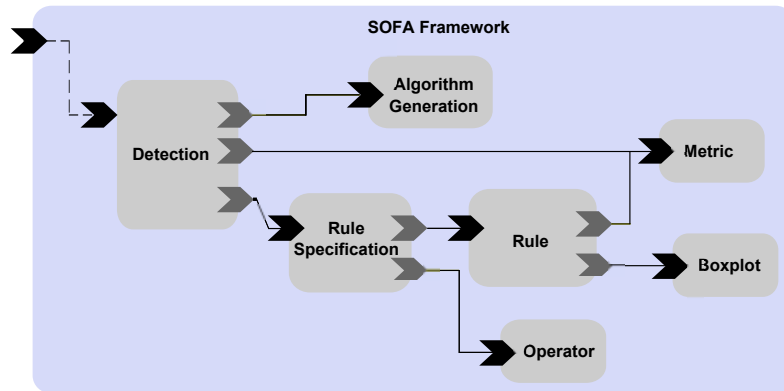 SOFA Framework
Algorithm
Generation
Detection
Metric
Rule
Specification
Rule
Boxplot
Operator